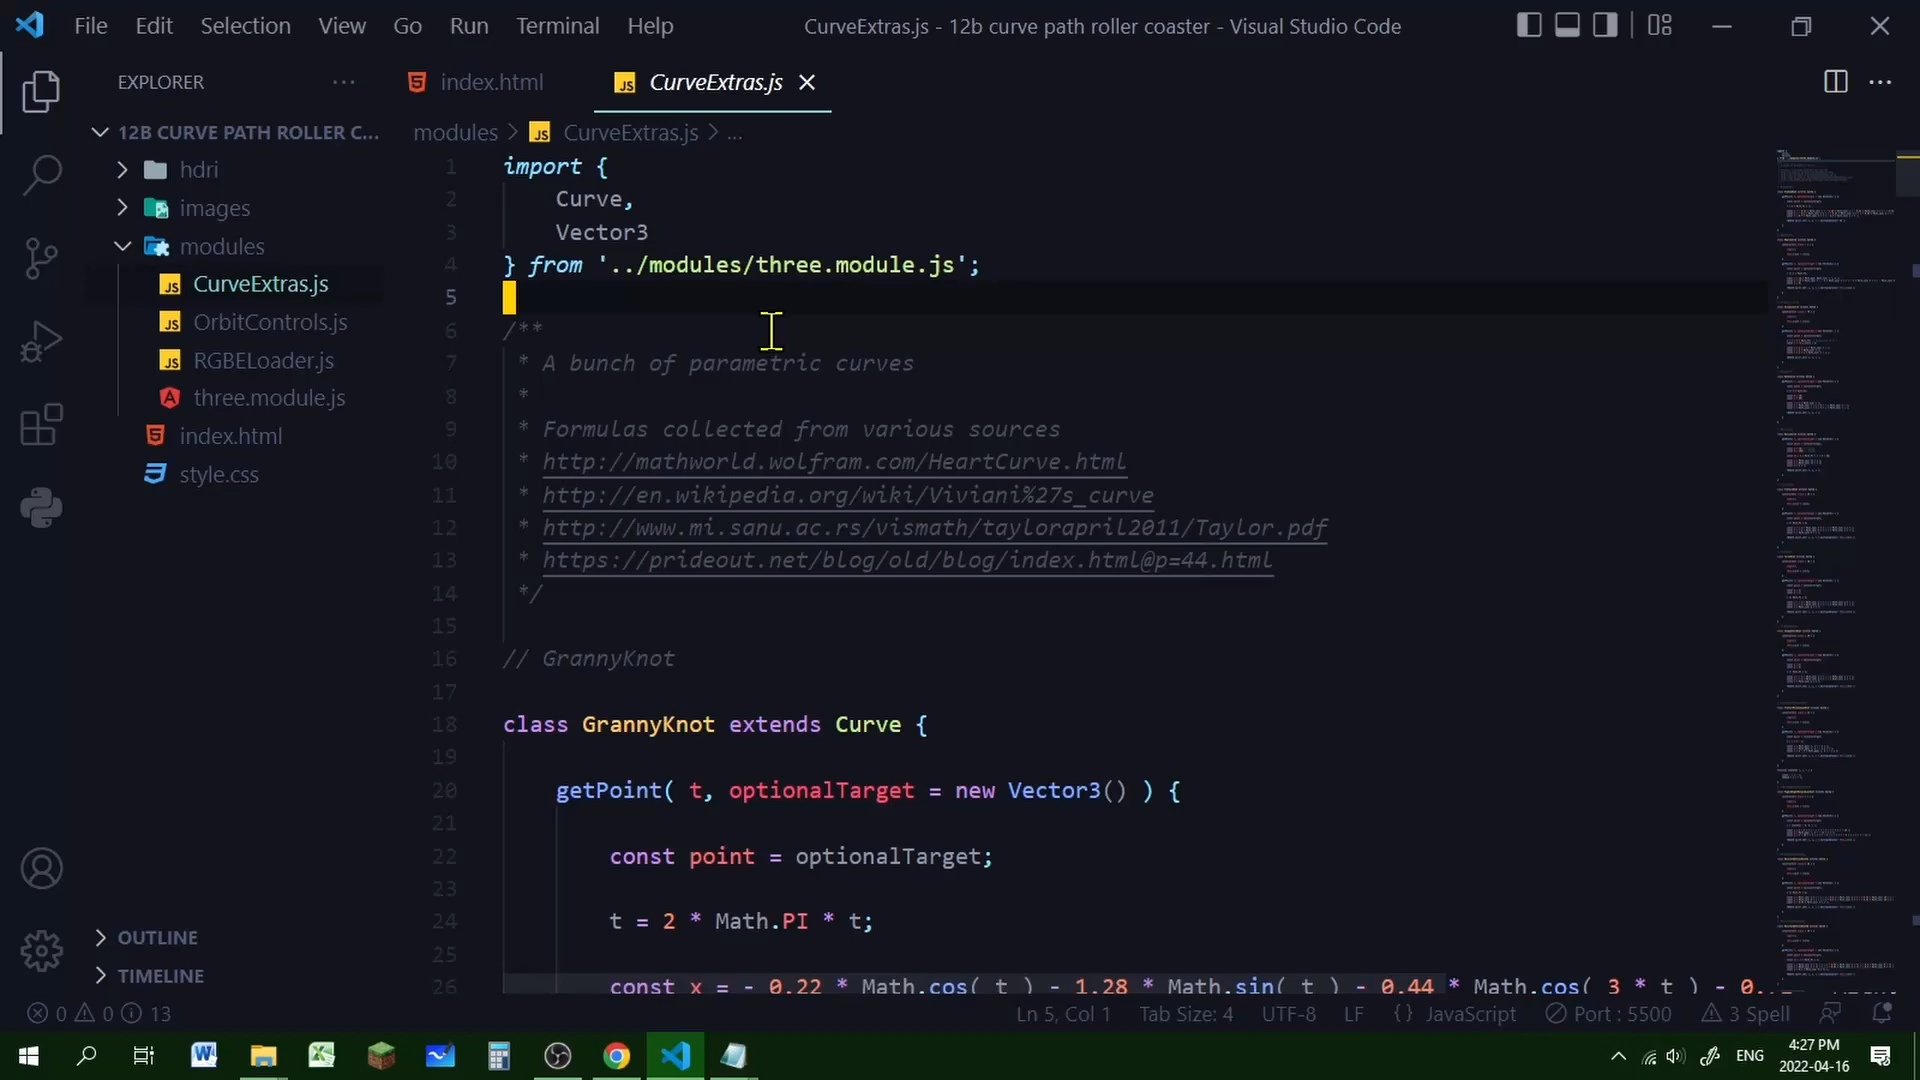 File Edit Selection View Go Run Terminal Help
CurveExtras.js - 12b curve path roller coaster - Visual Studio Code
EXPLORER
12B CURVE PATH ROLLER C...
hdri
images
modules
CurveExtras.js
OrbitControls.js
RGBELoader.js
three.module.js
index.html
style.css
OUTLINE
TIMELINE
index.html
CurveExtras.js
modules > CurveExtras.js > ...
1 import {
2 Curve,
3 Vector3
4 } from '../modules/three.module.js';
5
6 /**
7 * A bunch of parametric curves
8 *
9 * Formulas collected from various sources
10 * http://mathworld.wolfram.com/HeartCurve.html
11 * http://en.wikipedia.org/wiki/Viviani%27s_curve
12 * http://www.mi.sanu.ac.rs/vismath/taylorapril2011/Taylor.pdf
13 * https://prideout.net/blog/old/blog/index.html@p=44.html
14 */
15
16 // GrannyKnot
17
18 class GrannyKnot extends Curve {
19
20 getPoint( t, optionalTarget = new Vector3() ) {
21
22 const point = optionalTarget;
23
24 t = 2 * Math.PI * t;
25
26 const x = - 0.22 * Math.cos( t ) - 1.28 * Math.sin( t ) - 0.44 * Math.cos( 3 * t ) - 0.
0 0 13
Ln 5, Col 1 Tab Size: 4 UTF-8 LF {} JavaScript Port : 5500 3 Spell
ENG
4:27 PM
2022-04-16